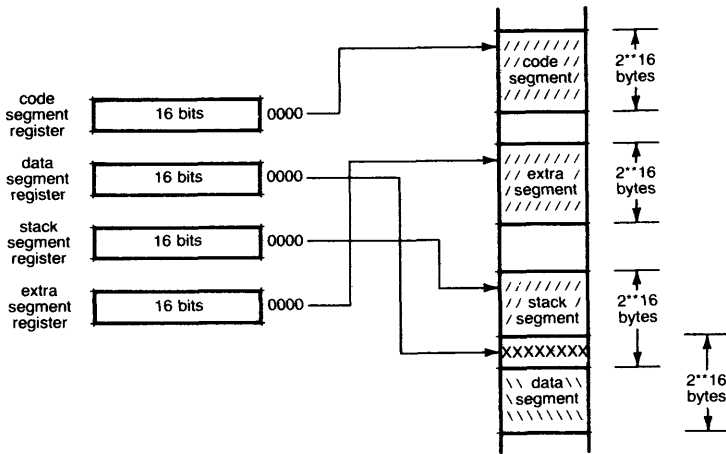 code
segment
register
16 bits
0000
data
segment
register
16 bits
0000
stack
segment
register
16 bits
0000
extra
segment
register
16 bits
0000
code
segment
2**16
bytes
extra
segment
2**16
bytes
stack
segment
2**16
bytes
XXXXXXXX
data
segment
2**16
bytes